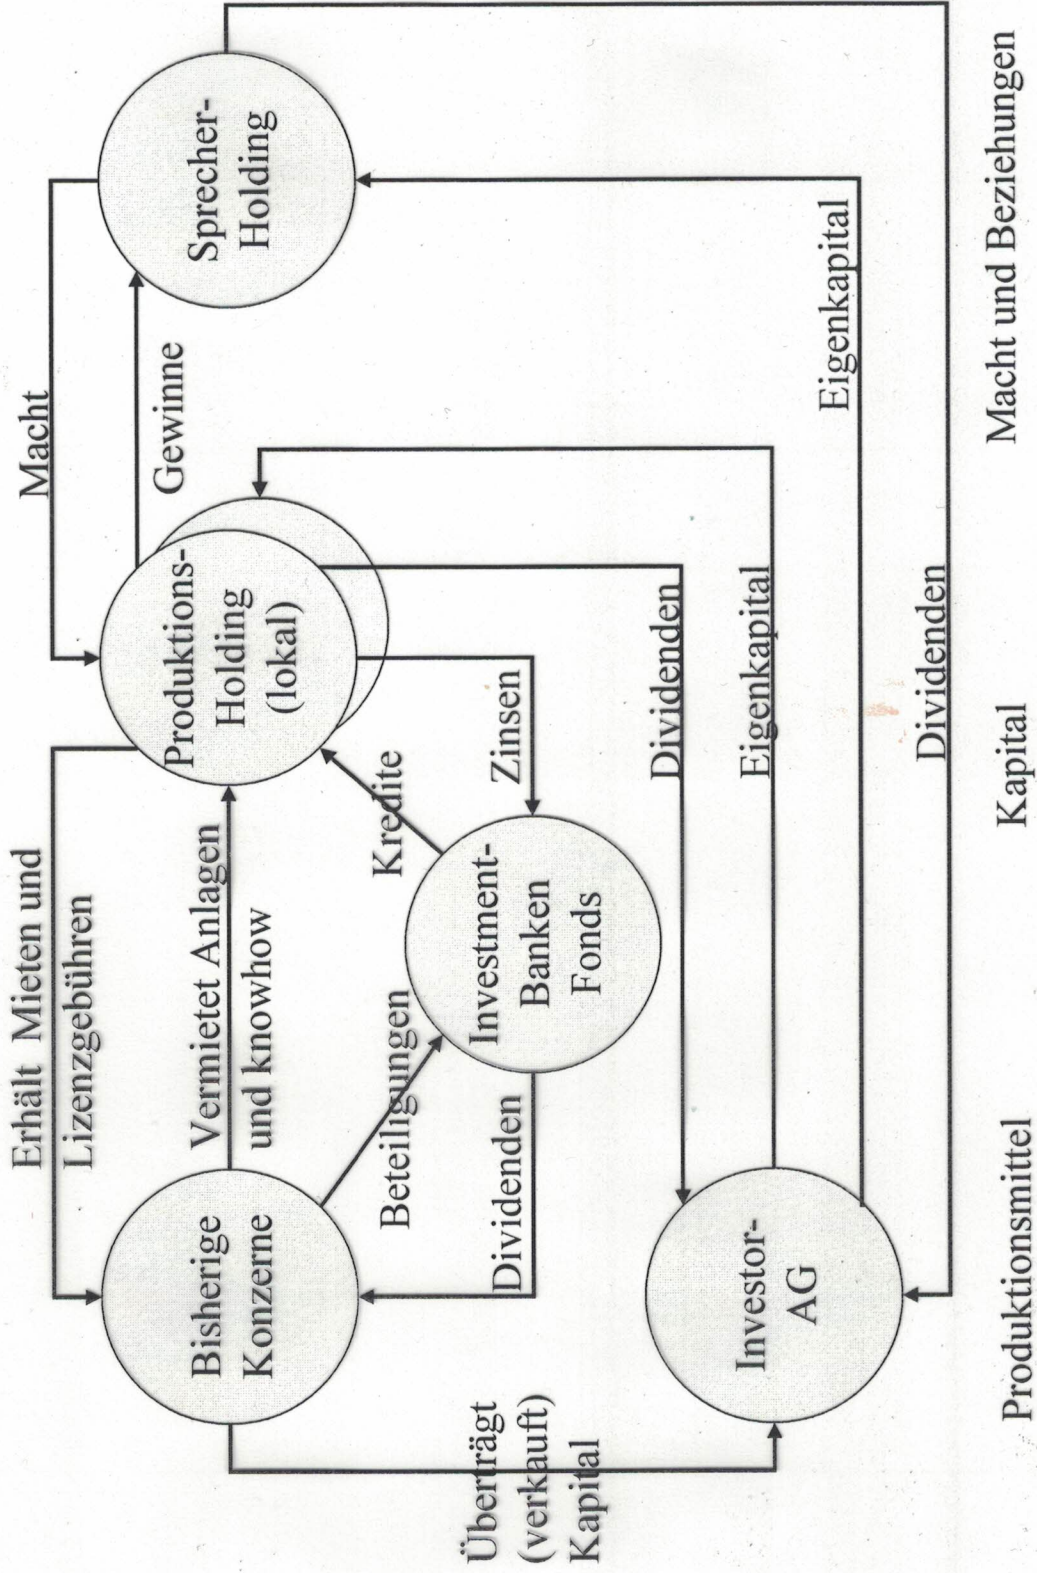 Erhält Mieten und
Lizenzgebühren
Macht
Bisherige
Konzerne
Vermietet Anlagen
und knowhow
Produktions-
Holding
(lokal)
Gewinne
Sprecher-
Holding
Beteiligungen
Kredite
Überträgt
(verkauft)
Kapital
Dividenden
Investment-
Banken
Fonds
Zinsen
Investor-
AG
Dividenden
Eigenkapital
Eigenkapital
Dividenden
Produktionsmittel
Kapital
Macht und Beziehungen